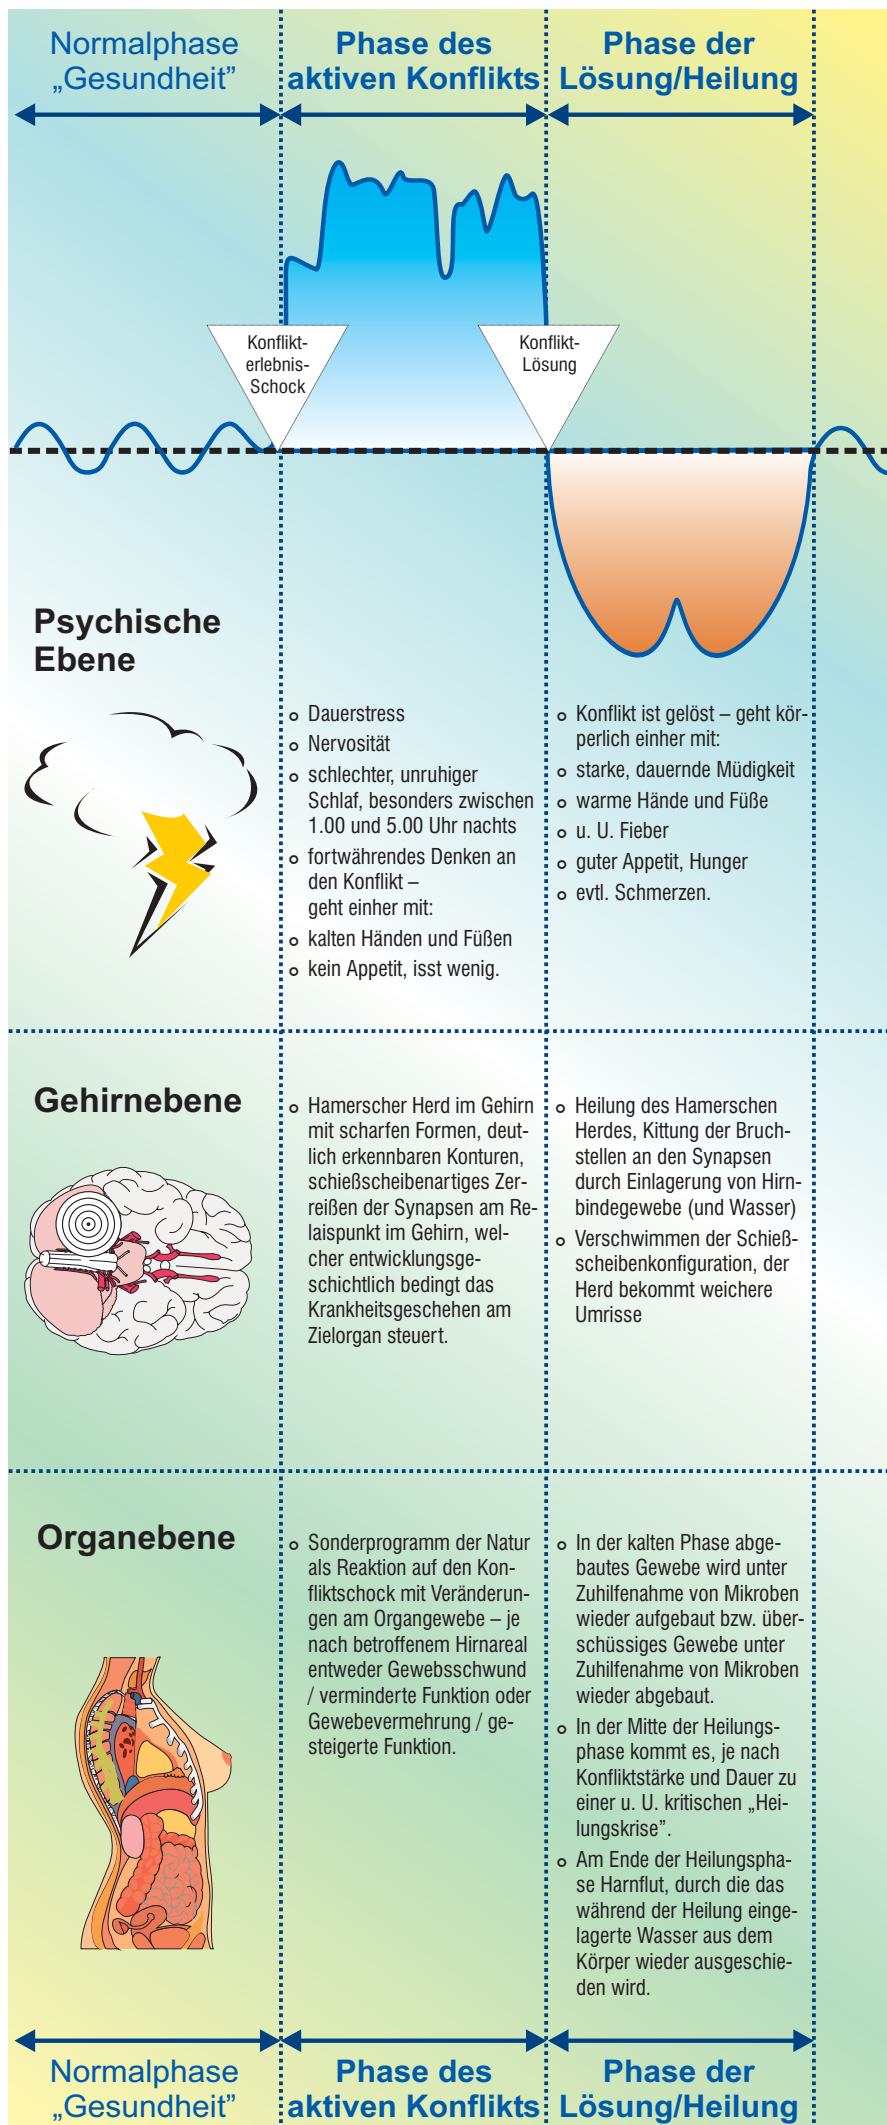 Normalphase
„Gesundheit”
Phase des
aktiven Konflikts
Phase der
Lösung/Heilung
Konflikt-
erlebnis-
Schock
Konflikt-
Lösung
Psychische
Ebene
Dauerstress
Nervosität
schlechter, unruhiger
Schlaf, besonders zwischen
1.00 und 5.00 Uhr nachts
fortwährendes Denken an
den Konflikt –
geht einher mit:
kalten Händen und Füßen
kein Appetit, isst wenig.
Konflikt ist gelöst – geht kör-
perlich einher mit:
starke, dauernde Müdigkeit
warme Hände und Füße
u. U. Fieber
guter Appetit, Hunger
evtl. Schmerzen.
Gehirnebene
Hamerscher Herd im Gehirn
mit scharfen Formen, deut-
lich erkennbaren Konturen,
schießscheibenartiges Zer-
reißen der Synapsen am Re-
laispunkt im Gehirn, wel-
cher entwicklungsge-
schichtlich bedingt das
Krankheitsgeschehen am
Zielorgan steuert.
Heilung des Hamerschen
Herdes, Kittung der Bruch-
stellen an den Synapsen
durch Einlagerung von Hirn-
bindegewebe (und Wasser)
Verschwimmen der Schieß-
scheibenkonfiguration, der
Herd bekommt weichere
Umrisse
Organebene
Sonderprogramm der Natur
als Reaktion auf den Kon-
fliktschock mit Veränderun-
gen am Organgewebe – je
nach betroffenem Hirnareal
entweder Gewebsschwund
/ verminderte Funktion oder
Gewebevermehrung / ge-
steigerte Funktion.
In der kalten Phase abge-
bautes Gewebe wird unter
Zuhilfenahme von Mikroben
wieder aufgebaut bzw. über-
schüssiges Gewebe unter
Zuhilfenahme von Mikroben
wieder abgebaut.
In der Mitte der Heilungs-
phase kommt es, je nach
Konfliktstärke und Dauer zu
einer u. U. kritischen „Hei-
lungskrise”.
Am Ende der Heilungspha-
se Harnflut, durch die das
während der Heilung einge-
lagerte Wasser aus dem
Körper wieder ausgeschie-
den wird.
Normalphase
„Gesundheit”
Phase des
aktiven Konflikts
Phase der
Lösung/Heilung